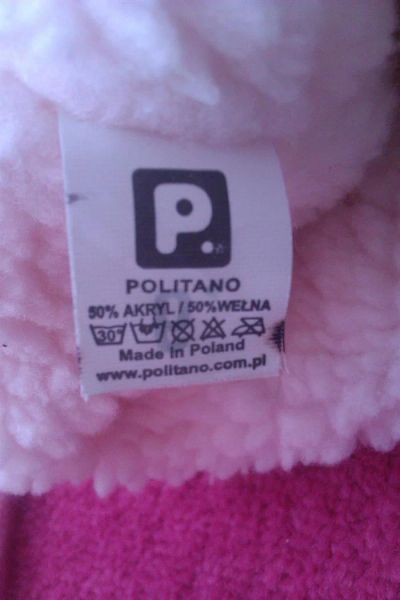 P.
POLITANO
50% AKRYL / 50% WEŁNA
30°
Made in Poland
www.politano.com.pl